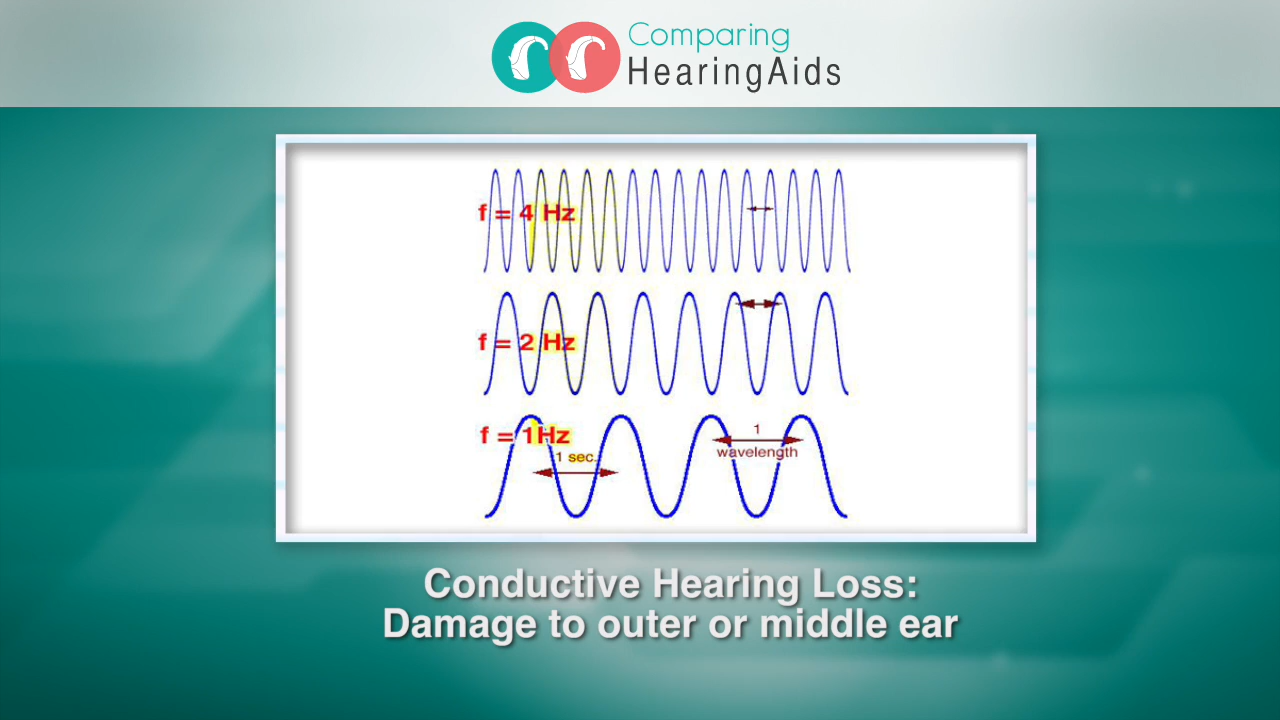 Comparing
HearingAids
f = 4 Hz
f = 2 Hz
f = 1Hz
1 sec.
1
wavelength
Conductive Hearing Loss:
Damage to outer or middle ear